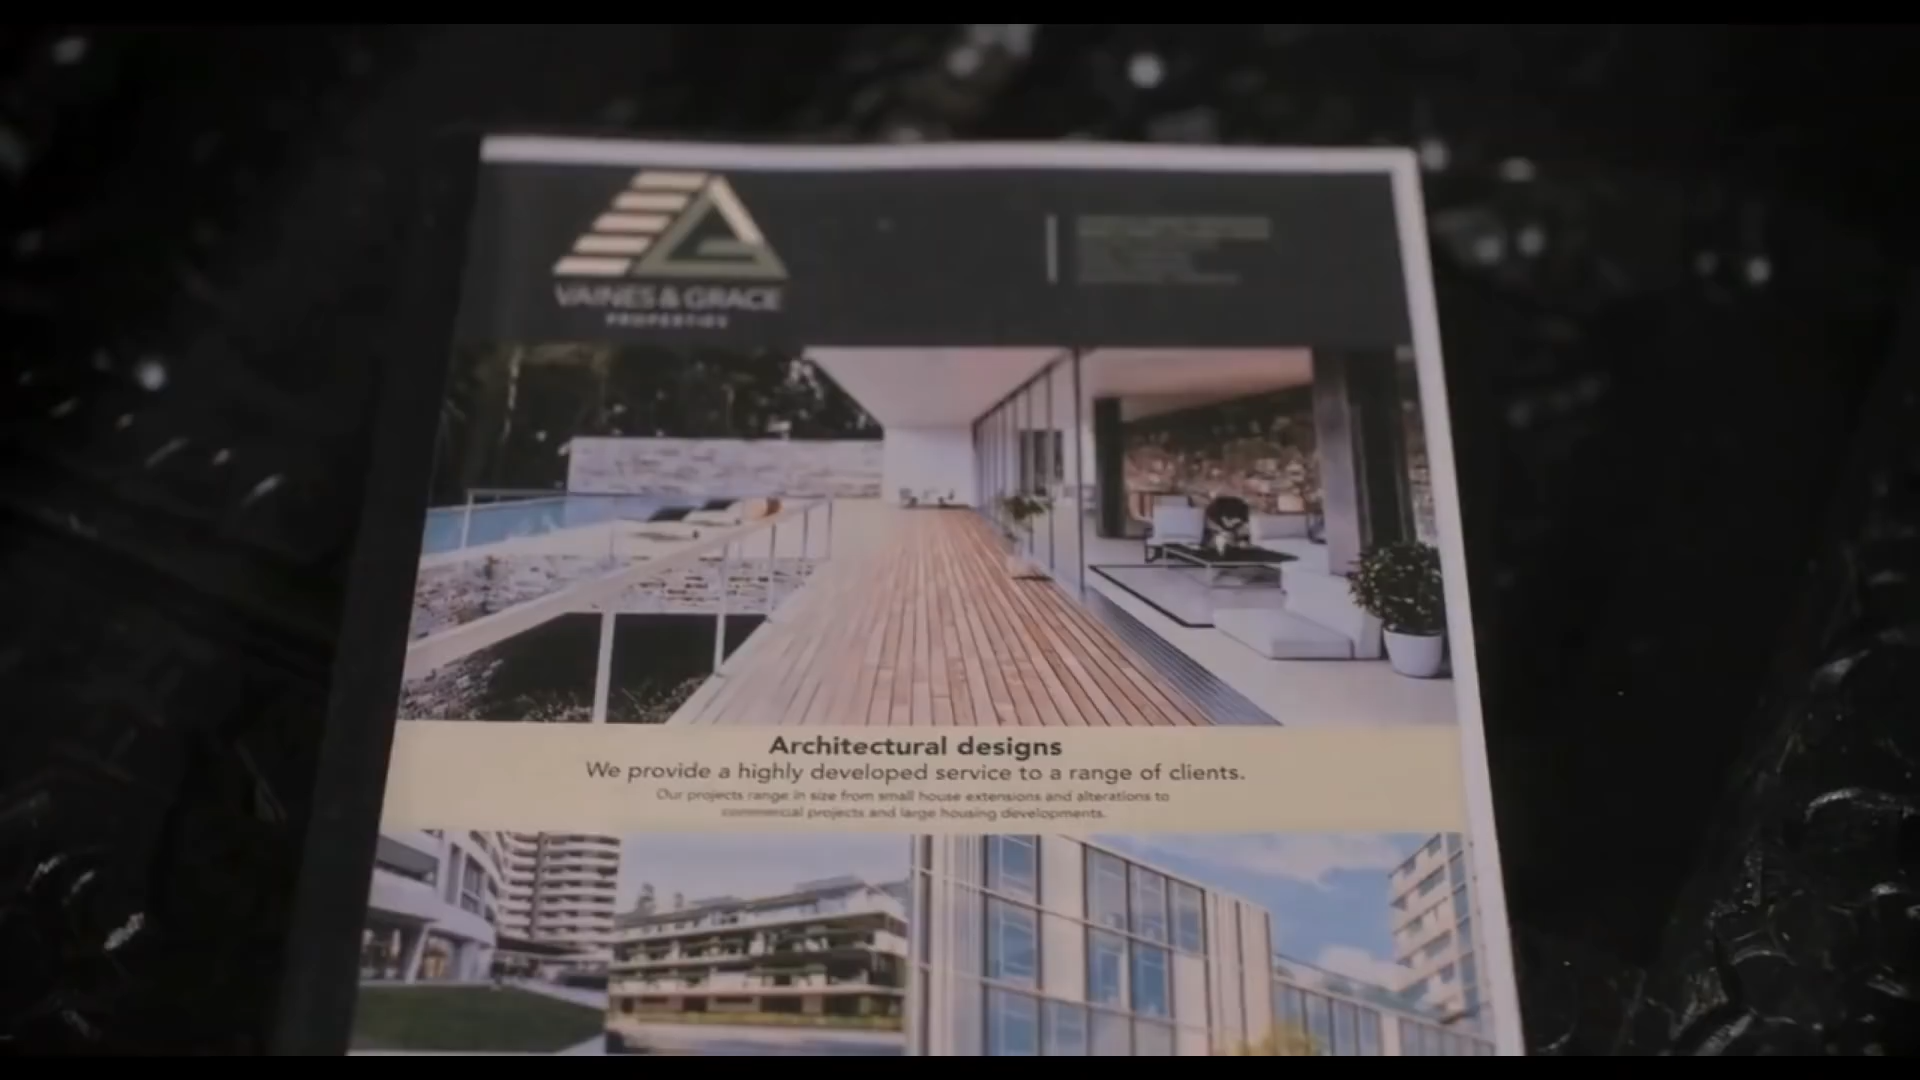 VAINES & GRACE
PROPERTIES
Architectural designs
We provide a highly developed service to a range of clients.
Our projects range in size from small house extensions and alterations to
commercial projects and large housing developments.